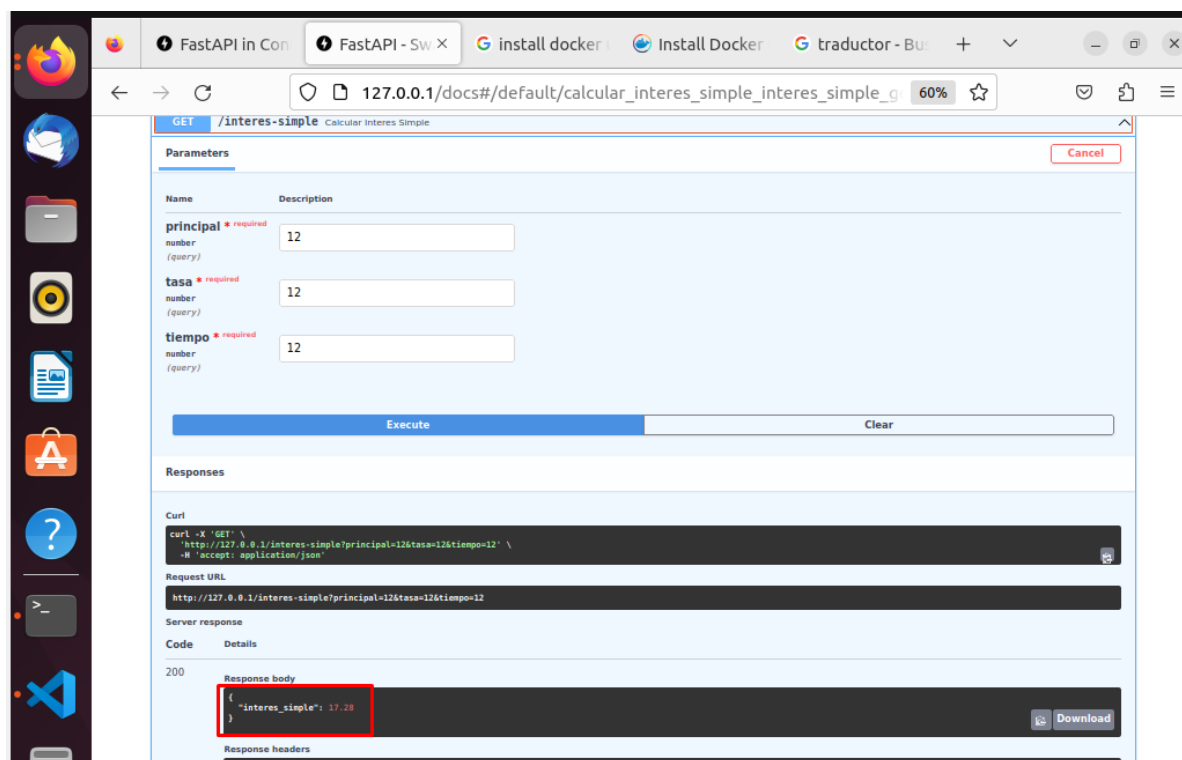 FastAPI in Con
FastAPI - Sw
install docker
Install Docker
traductor - Bus
127.0.0.1/docs#/default/calcular_interes_simple_interes_simple_g
60%
GET /interes-simple Calcular Interes Simple
Parameters
Cancel
Name Description
principal * required
number
(query)
12
tasa * required
number
(query)
12
tiempo * required
number
(query)
12
Execute Clear
Responses
Curl
curl -X 'GET' \
'http://127.0.0.1/interes-simple?principal=12&tasa=12&tiempo=12' \
-H 'accept: application/json'
Request URL
http://127.0.0.1/interes-simple?principal=12&tasa=12&tiempo=12
Server response
Code Details
200
Response body
{
"interes_simple": 17.28
}
Download
Response headers